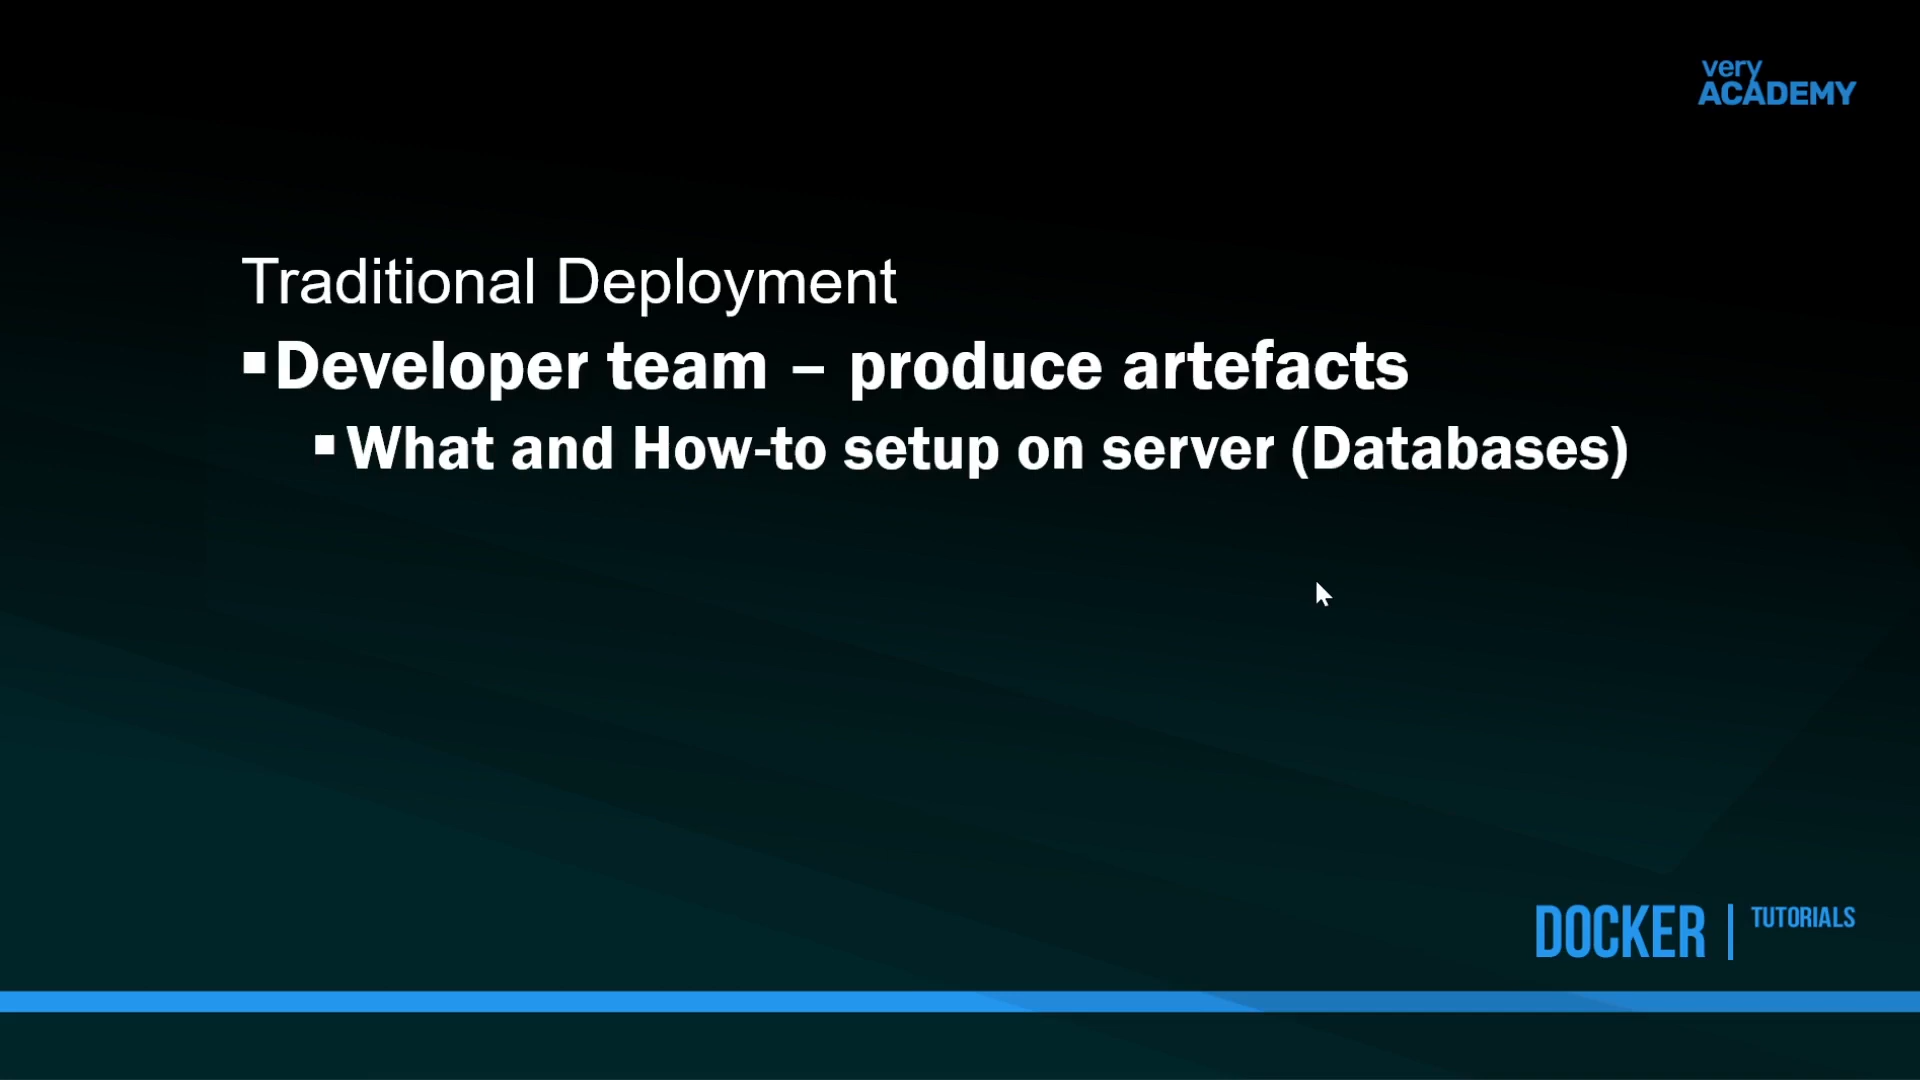 very
ACADEMY
Traditional Deployment
▪Developer team – produce artefacts
▪What and How-to setup on server (Databases)
DOCKER | TUTORIALS